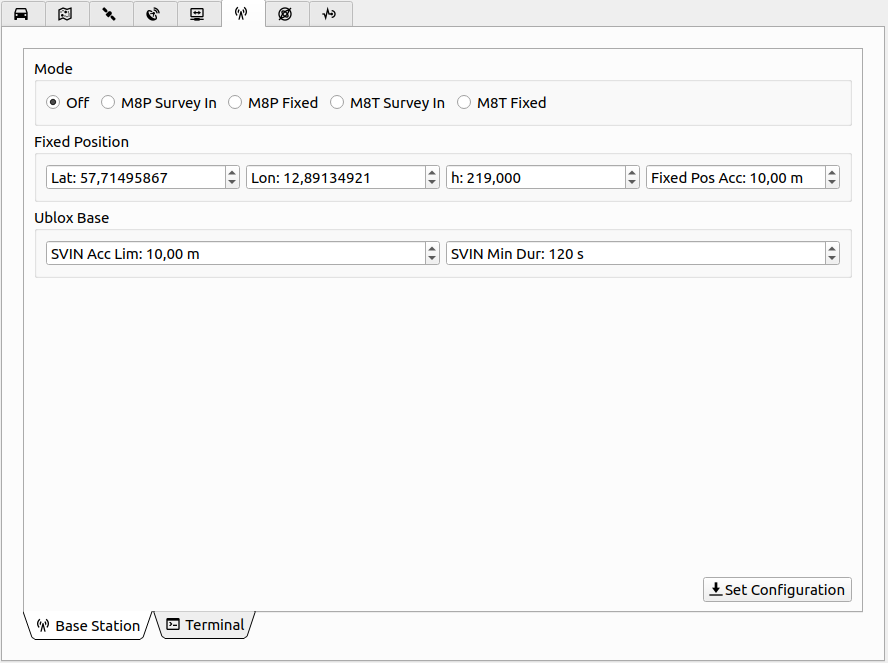 Mode
Off M8P Survey In M8P Fixed M8T Survey In M8T Fixed
Fixed Position
Lat: 57,71495867 Lon: 12,89134921 h: 219,000 Fixed Pos Acc: 10,00 m
Ublox Base
SVIN Acc Lim: 10,00 m SVIN Min Dur: 120 s
Set Configuration
Base Station Terminal